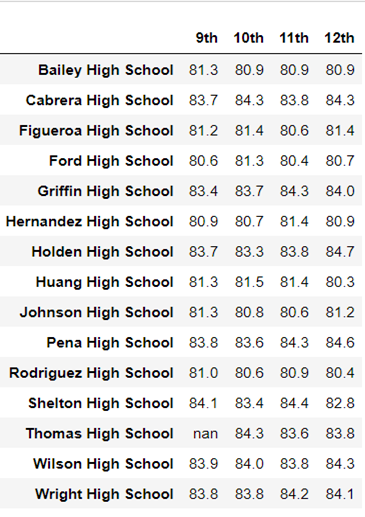 9th 10th 11th 12th
Bailey High School 81.3 80.9 80.9 80.9
Cabrera High School 83.7 84.3 83.8 84.3
Figueroa High School 81.2 81.4 80.6 81.4
Ford High School 80.6 81.3 80.4 80.7
Griffin High School 83.4 83.7 84.3 84.0
Hernandez High School 80.9 80.7 81.4 80.9
Holden High School 83.7 83.3 83.8 84.7
Huang High School 81.3 81.5 81.4 80.3
Johnson High School 81.3 80.8 80.6 81.2
Pena High School 83.8 83.6 84.3 84.6
Rodriguez High School 81.0 80.6 80.9 80.4
Shelton High School 84.1 83.4 84.4 82.8
Thomas High School nan 84.3 83.6 83.8
Wilson High School 83.9 84.0 83.8 84.3
Wright High School 83.8 83.8 84.2 84.1